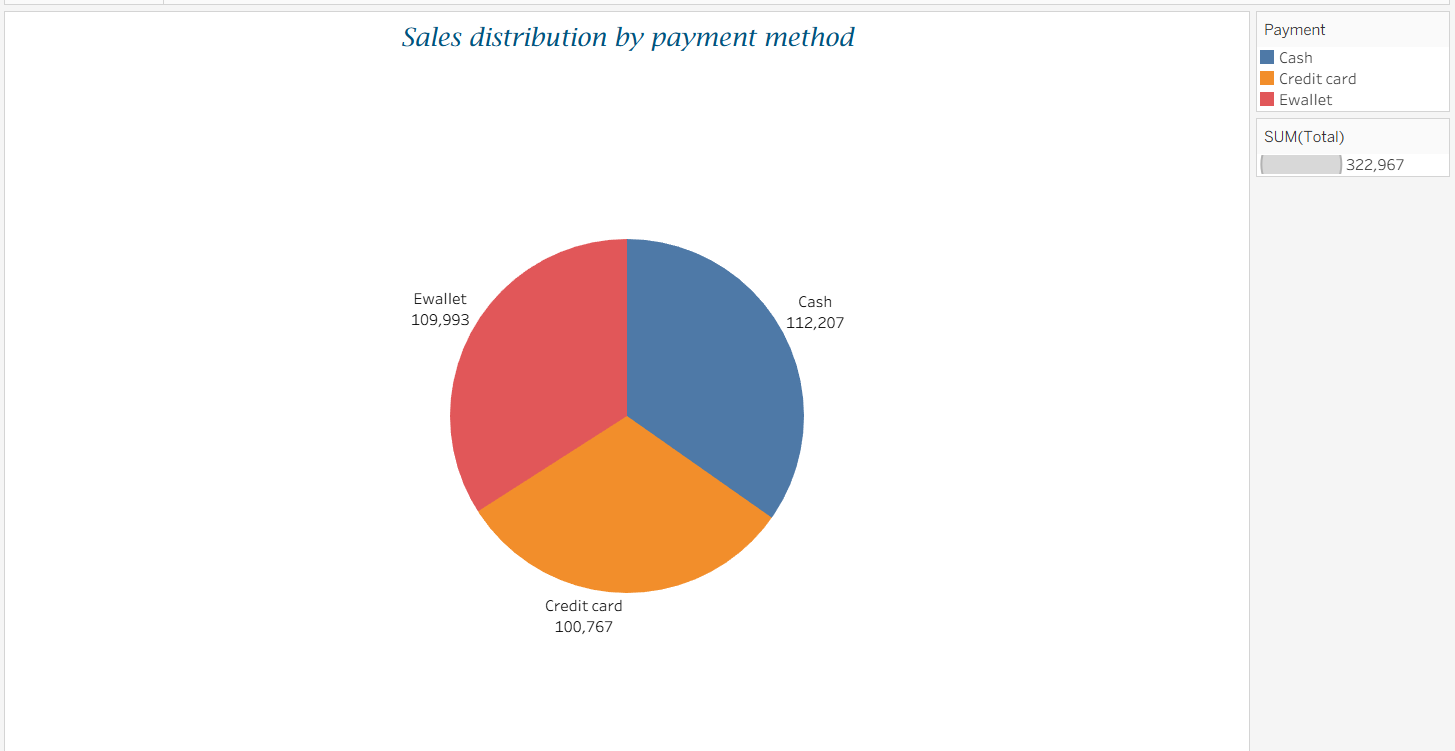 Sales distribution by payment method
Payment
Cash
Credit card
Ewallet
SUM(Total)
322,967
Ewallet
109,993
Cash
112,207
Credit card
100,767